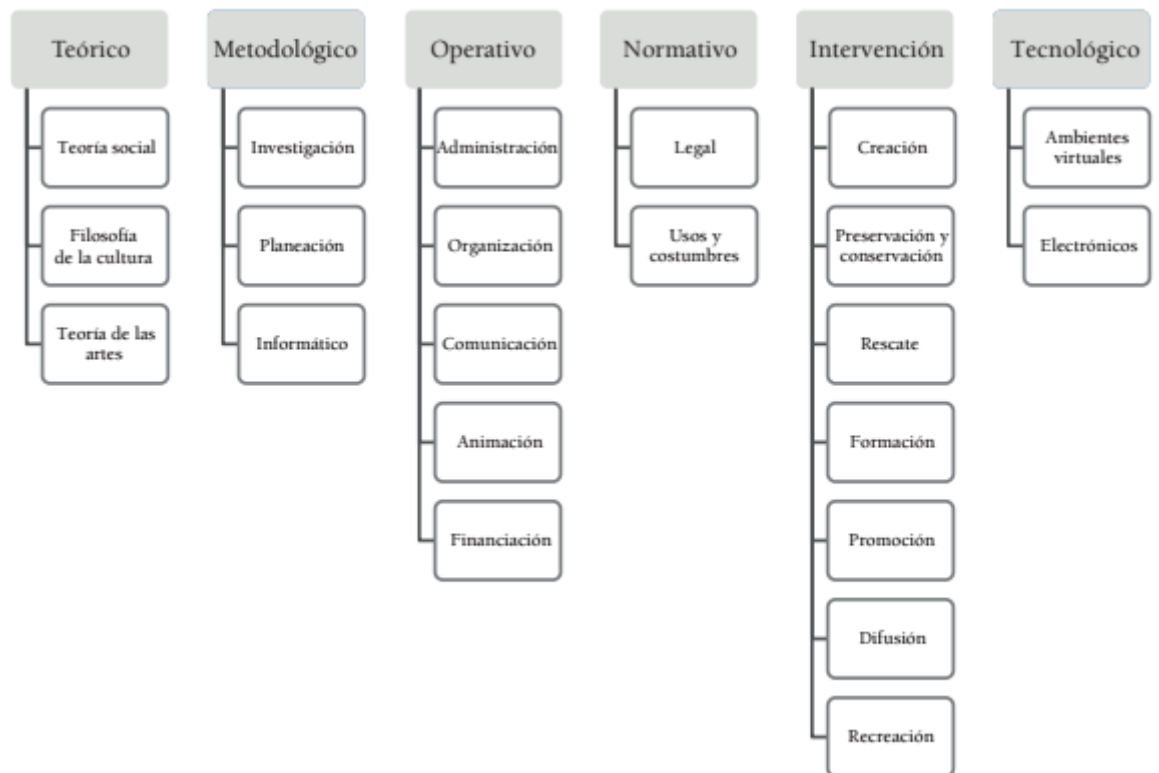 Teórico
Teoría social
Filosofía
de la cultura
Teoría de las
artes
Metodológico
Investigación
Planeación
Informático
Operativo
Administración
Organización
Comunicación
Animación
Financiación
Normativo
Legal
Usos y
costumbres
Intervención
Creación
Preservación y
conservación
Rescate
Formación
Promoción
Difusión
Recreación
Tecnológico
Ambientes
virtuales
Electrónicos